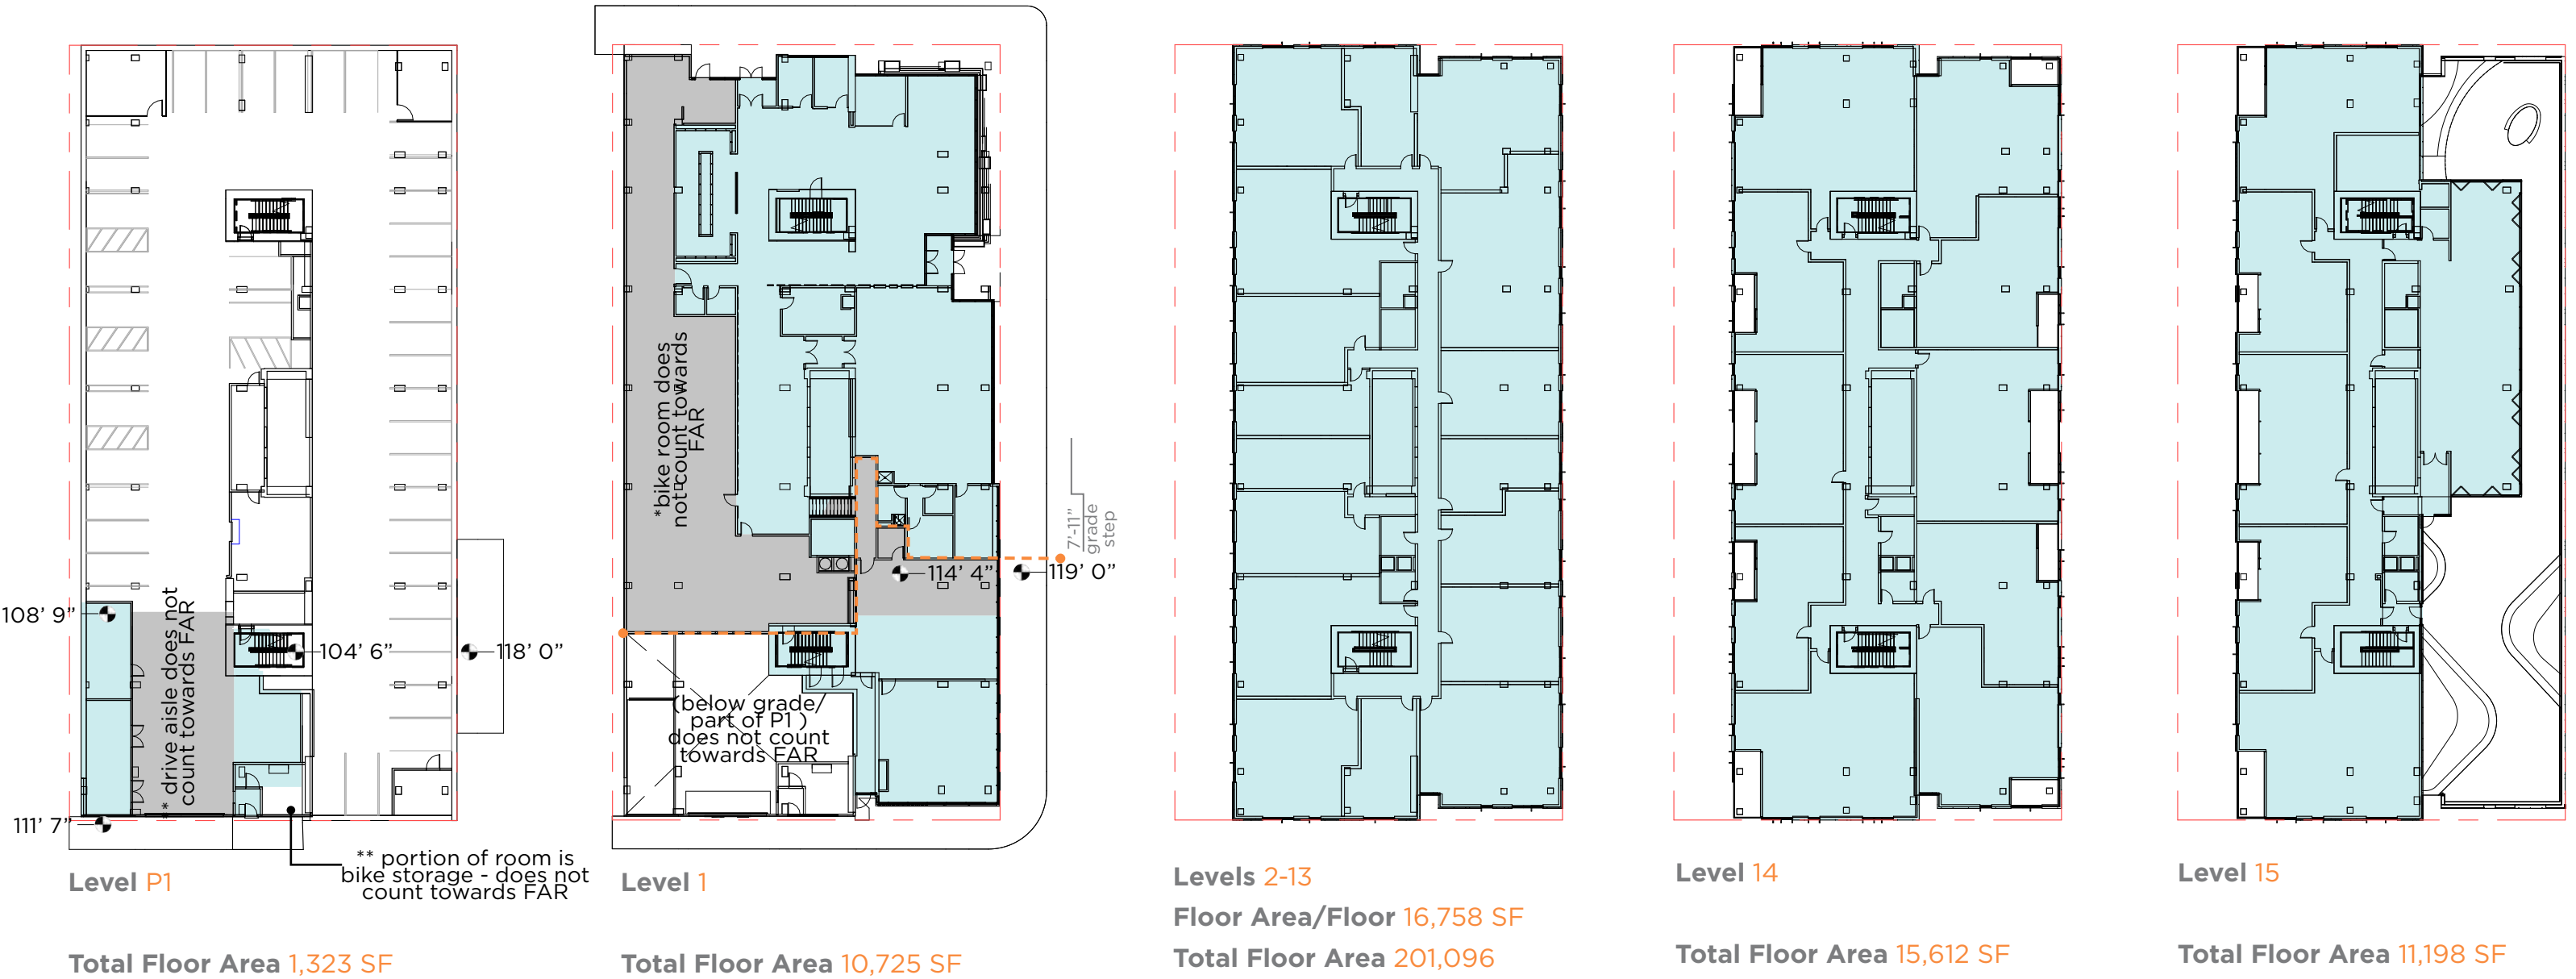 108' 9"
* drive aisle does not
count towards FAR
104' 6"
118' 0"
111' 7"
** portion of room is
bike storage - does not
count towards FAR
Level P1
Total Floor Area 1,323 SF
*bike room does
not count towards
FAR
7'-11"
grade
step
114' 4"
119' 0"
(below grade/
part of P1 )
does not count
towards FAR
Level 1
Total Floor Area 10,725 SF
Levels 2-13
Floor Area/Floor 16,758 SF
Total Floor Area 201,096
Level 14
Total Floor Area 15,612 SF
Level 15
Total Floor Area 11,198 SF